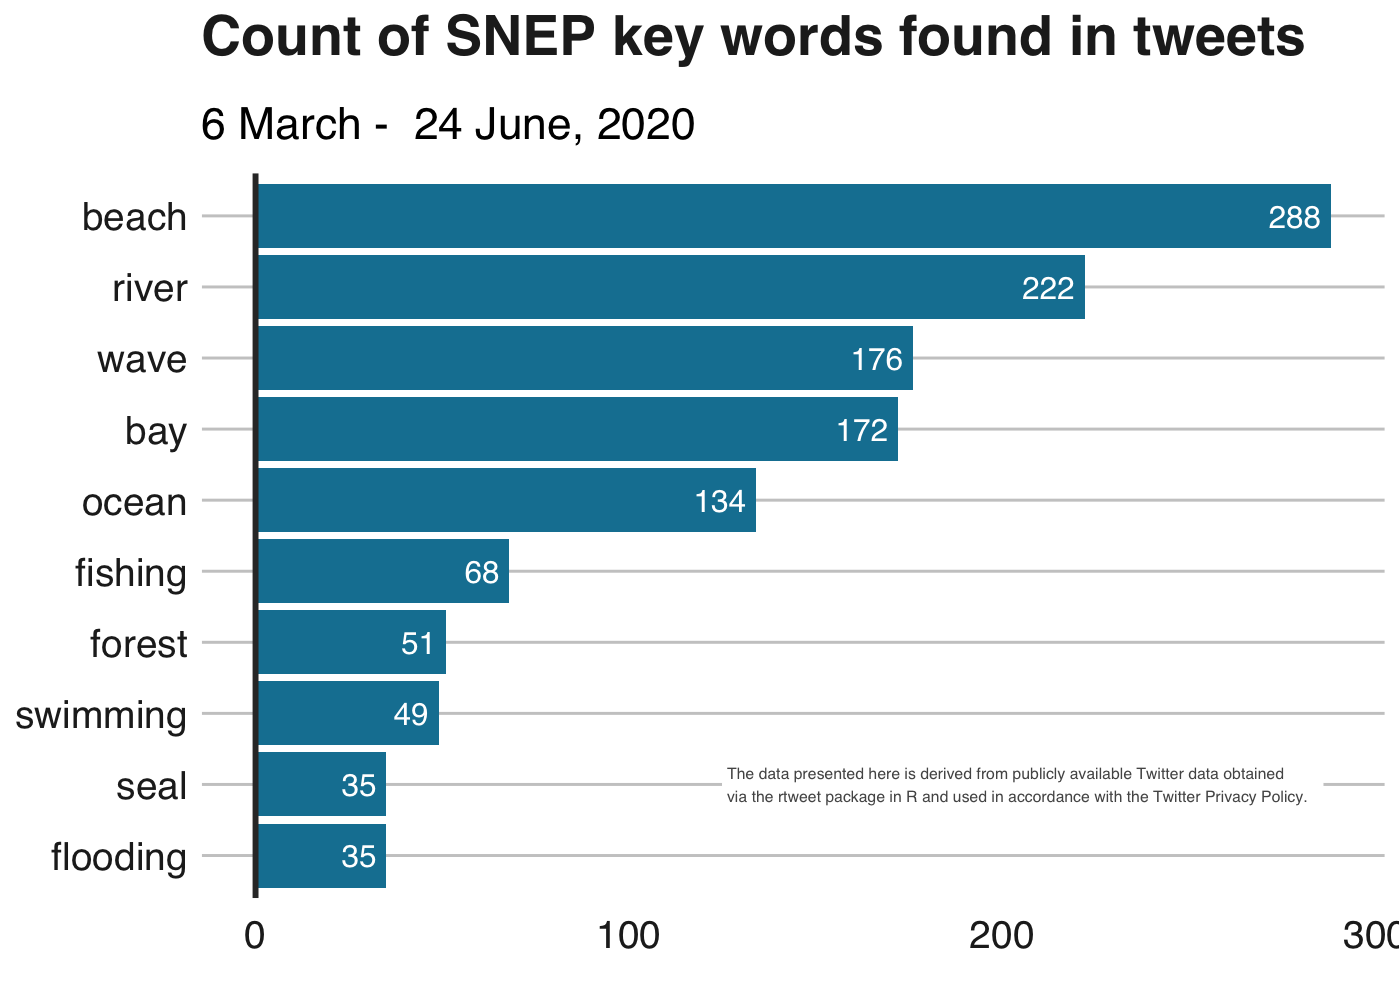 Count of SNEP key words found in tweets
6 March -  24 June, 2020
beach 288
river 222
wave 176
bay 172
ocean 134
fishing 68
forest 51
swimming 49
seal 35
The data presented here is derived from publicly available Twitter data obtained
via the rtweet package in R and used in accordance with the Twitter Privacy Policy.
flooding 35
0 100 200 300